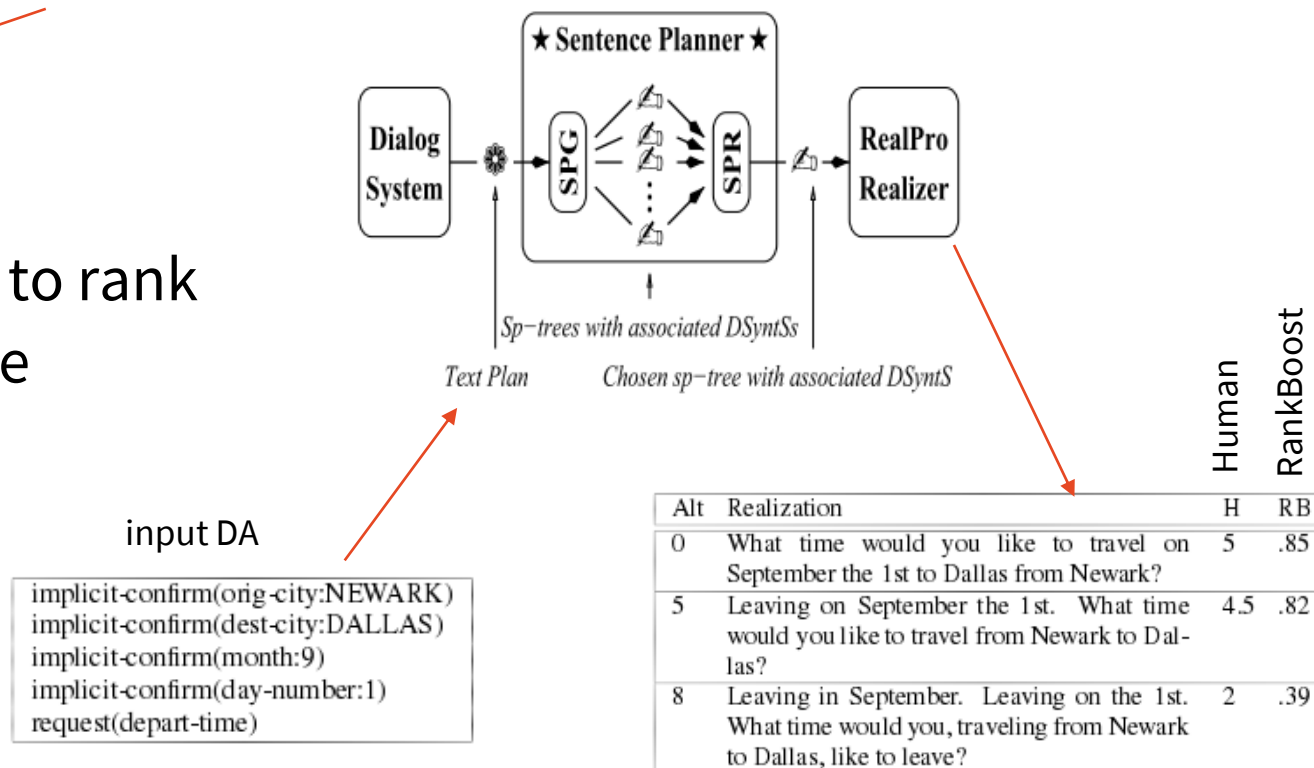 ★ Sentence Planner ★
Dialog
System
SPG
SPR
RealPro
Realizer
to rank
e
Sp-trees with associated DSyntSs
Text Plan
Chosen sp-tree with associated DSyntS
Human
RankBoost
input DA
implicit-confirm(orig-city:NEWARK)
implicit-confirm(dest-city:DALLAS)
implicit-confirm(month:9)
implicit-confirm(day-number:1)
request(depart-time)
Alt Realization H RB
0 What time would you like to travel on 5 .85
September the 1st to Dallas from Newark?
5 Leaving on September the 1st. What time 4.5 .82
would you like to travel from Newark to Dal-
las?
8 Leaving in September. Leaving on the 1st. 2 .39
What time would you, traveling from Newark
to Dallas, like to leave?